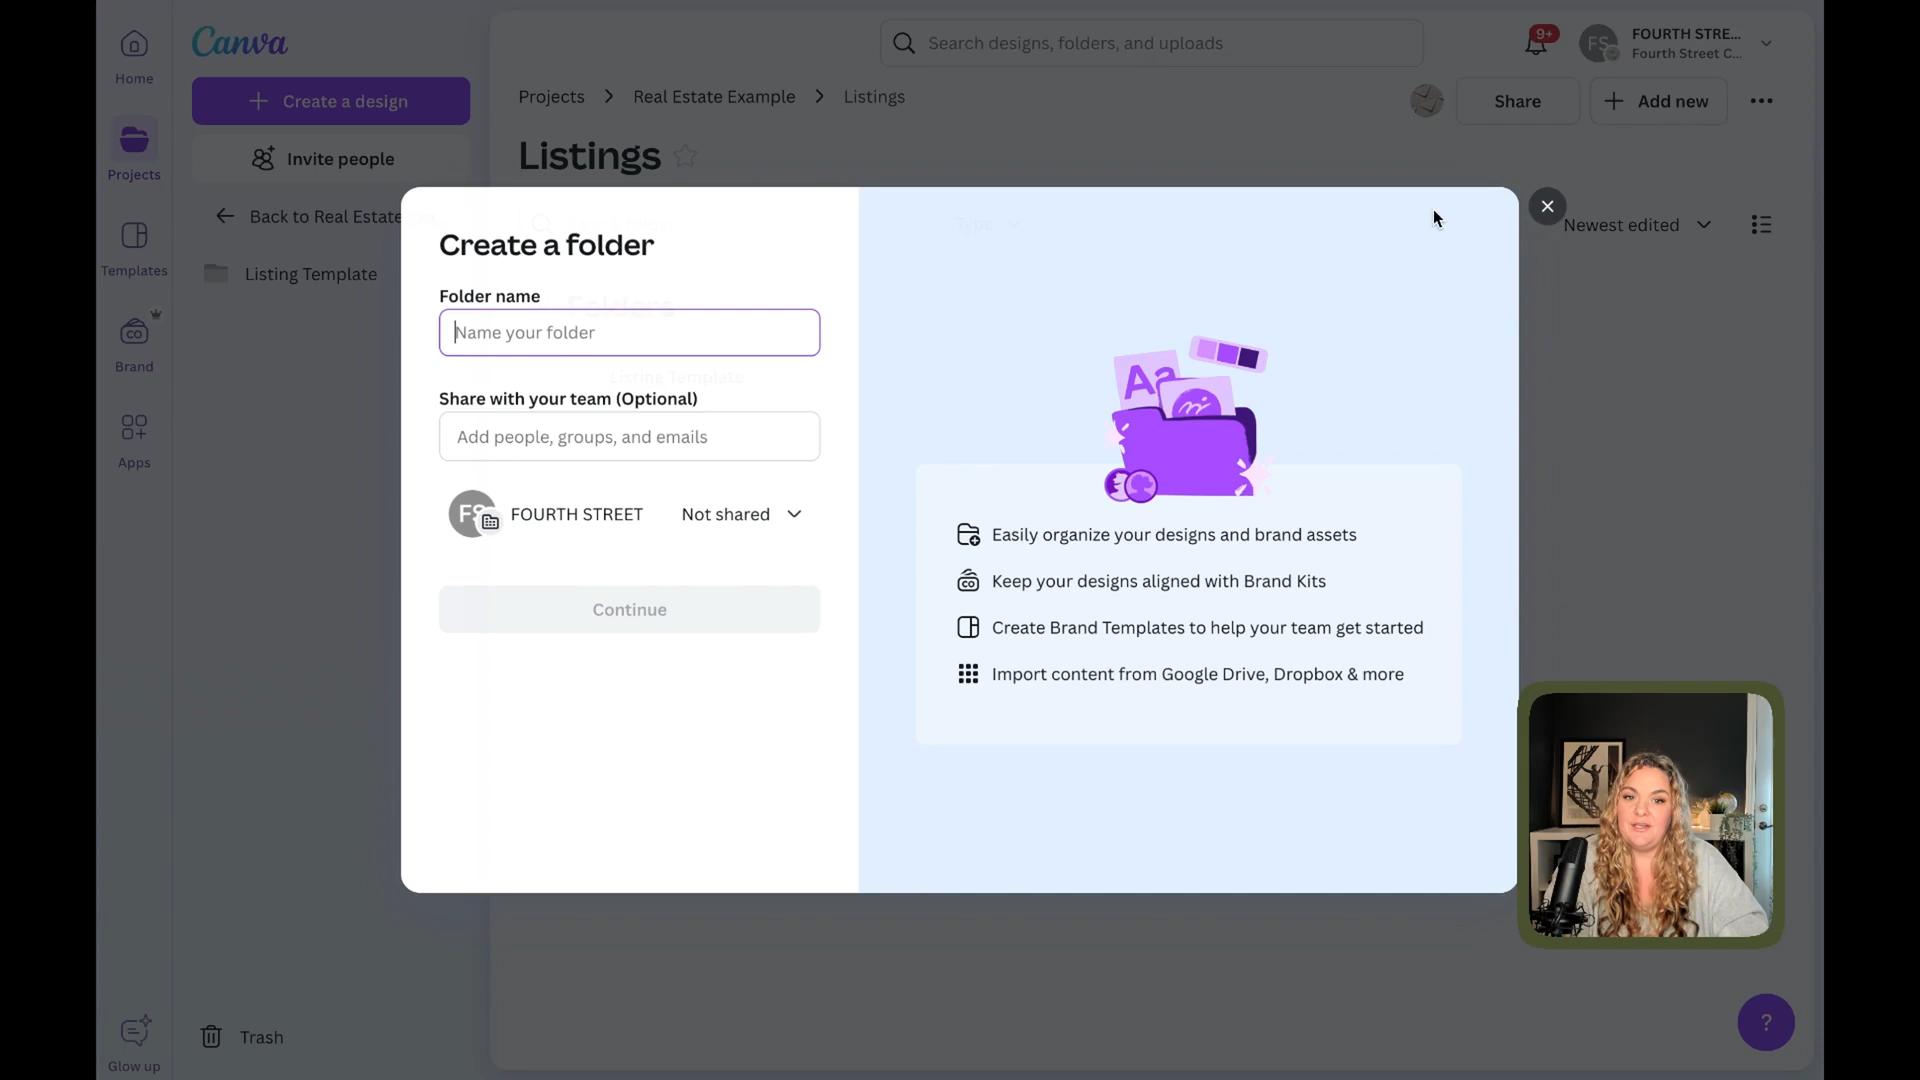 Home
Projects
Templates
Brand
Apps
Glow up
Canva
Create a design
Invite people
Back to Real Estate
Listing Template
Trash
Search designs, folders, and uploads
9+
FS
FOURTH STRE...
Fourth Street C...
Projects > Real Estate Example > Listings
Share
Add new
Listings
Type
Newest edited
Create a folder
Folder name
Folders
Name your folder
Listing Template
Share with your team (Optional)
Add people, groups, and emails
FS
FOURTH STREET
Not shared
Continue
Aa
Easily organize your designs and brand assets
CO
Keep your designs aligned with Brand Kits
Create Brand Templates to help your team get started
Import content from Google Drive, Dropbox & more
?